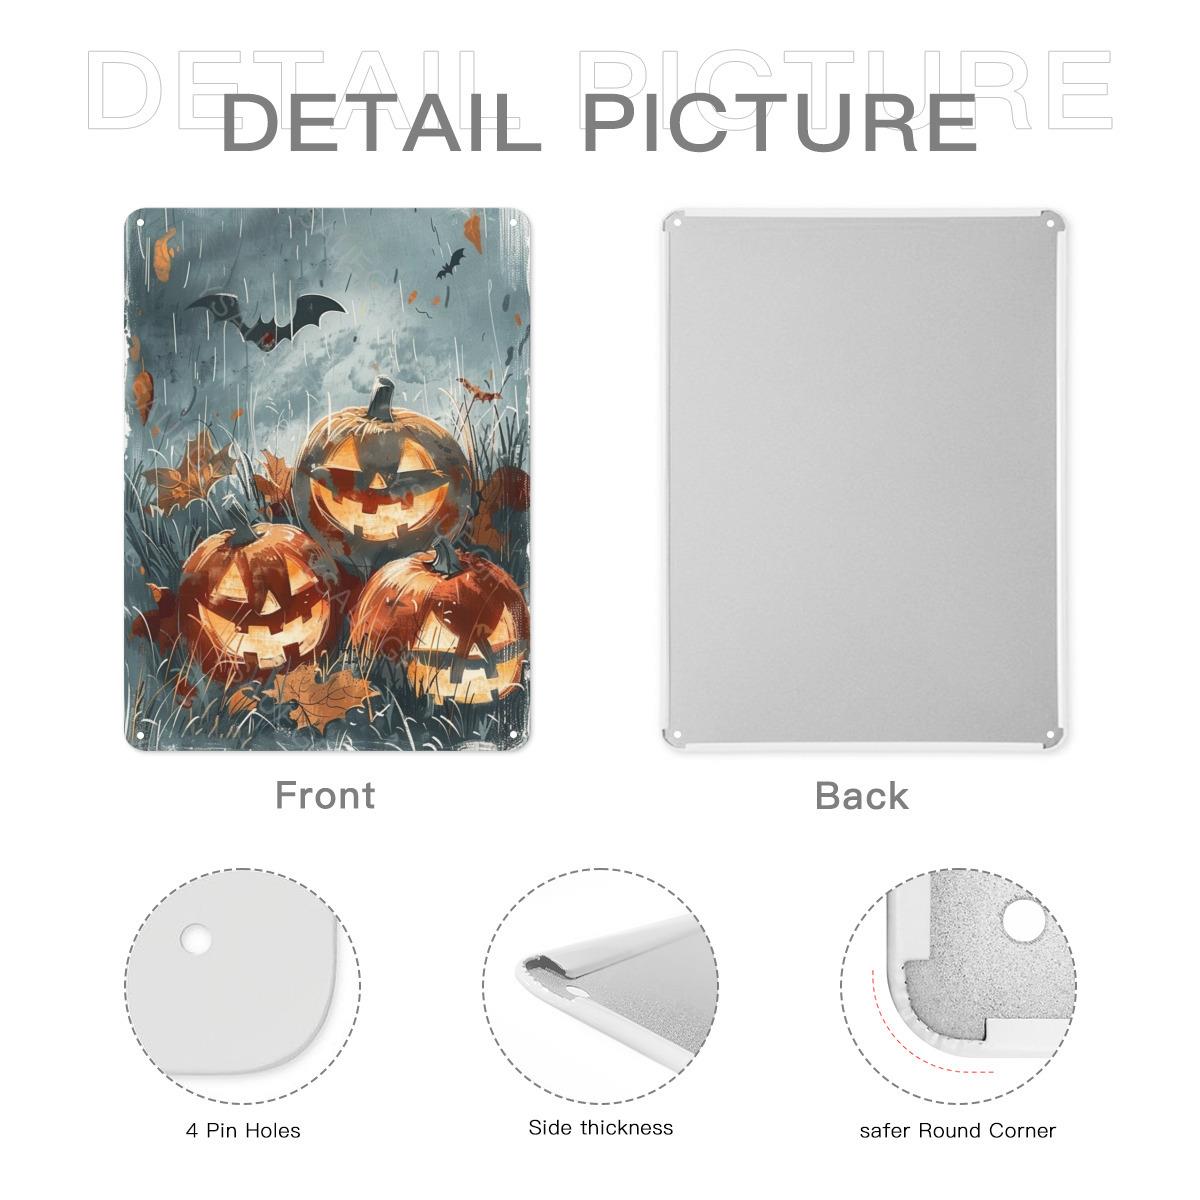 DETAIL PICTURE
DETAIL PICTURE
Front
Back
4 Pin Holes
Side thickness
safer Round Corner